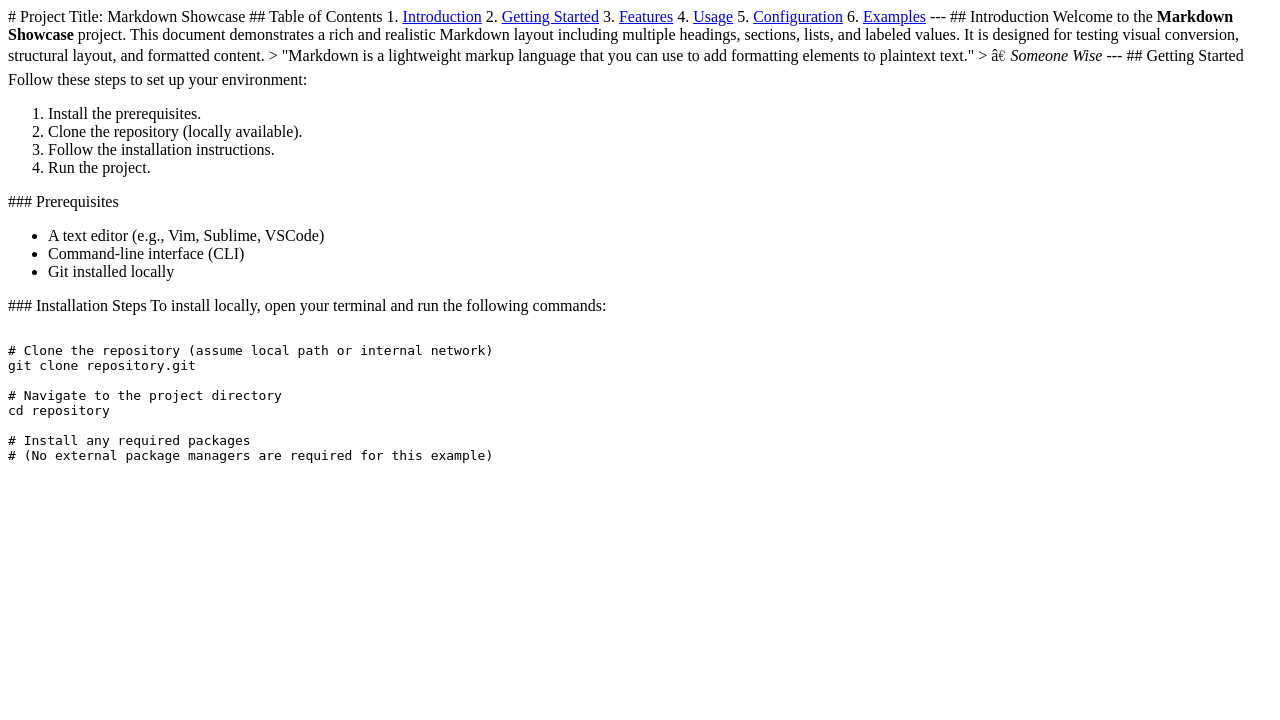 # Project Title: Markdown Showcase ## Table of Contents 1. Introduction 2. Getting Started 3. Features 4. Usage 5. Configuration 6. Examples --- ## Introduction Welcome to the Markdown
Showcase project. This document demonstrates a rich and realistic Markdown layout including multiple headings, sections, lists, and labeled values. It is designed for testing visual conversion,
structural layout, and formatted content. > "Markdown is a lightweight markup language that you can use to add formatting elements to plaintext text." > â€ Someone Wise --- ## Getting Started
Follow these steps to set up your environment:
1. Install the prerequisites.
2. Clone the repository (locally available).
3. Follow the installation instructions.
4. Run the project.
### Prerequisites
• A text editor (e.g., Vim, Sublime, VSCode)
• Command-line interface (CLI)
• Git installed locally
### Installation Steps To install locally, open your terminal and run the following commands:
# Clone the repository (assume local path or internal network)
git clone repository.git
# Navigate to the project directory
cd repository
# Install any required packages
# (No external package managers are required for this example)